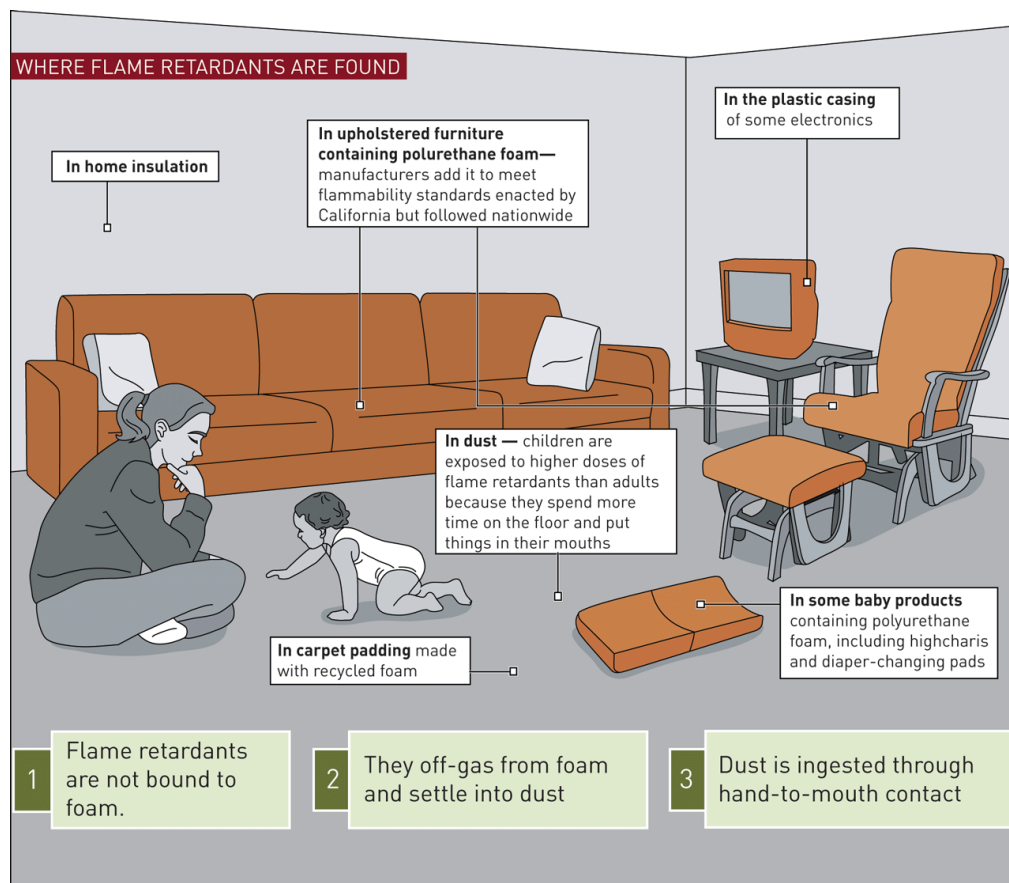 WHERE FLAME RETARDANTS ARE FOUND
In the plastic casing
of some electronics
In upholstered furniture
containing polurethane foam—
manufacturers add it to meet
flammability standards enacted by
California but followed nationwide
In home insulation
In dust — children are
exposed to higher doses of
flame retardants than adults
because they spend more
time on the floor and put
things in their mouths
In some baby products
containing polyurethane
foam, including highcharis
and diaper-changing pads
In carpet padding made
with recycled foam
1
Flame retardants
are not bound to
foam.
2
They off-gas from foam
and settle into dust
3
Dust is ingested through
hand-to-mouth contact